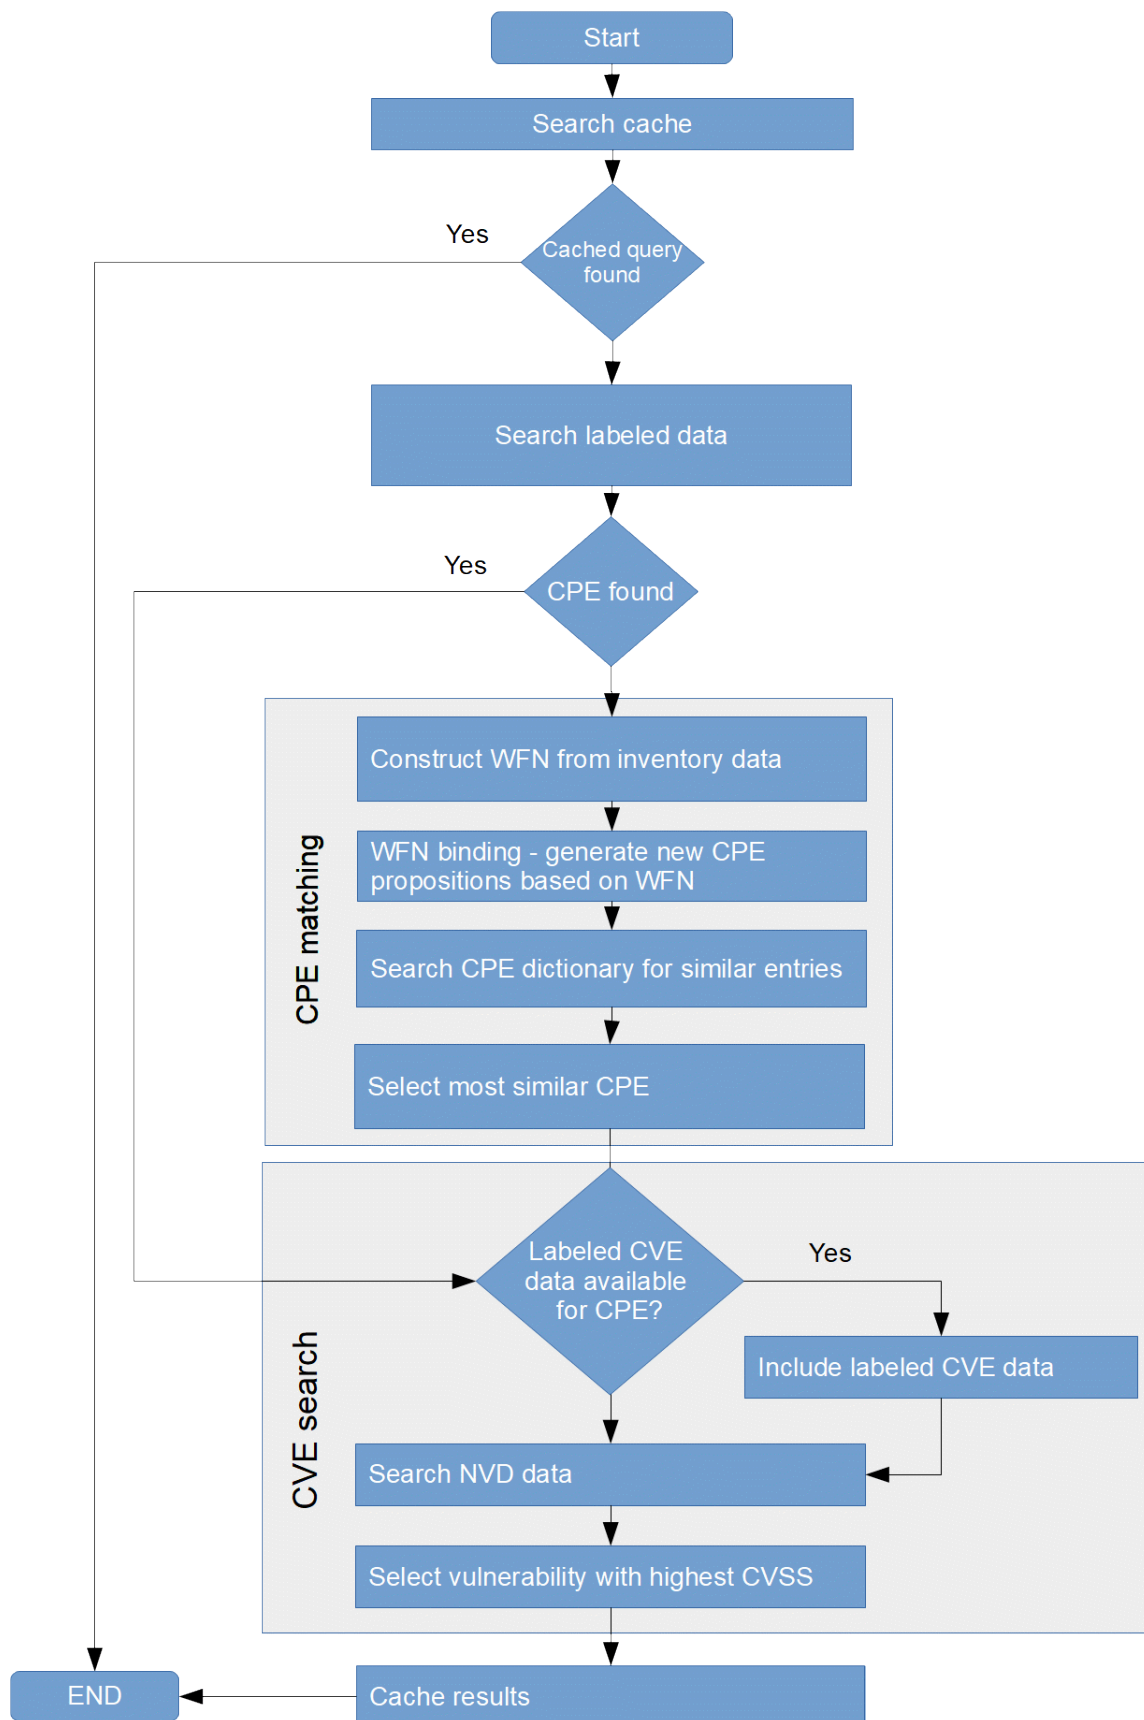 Start
Search cache
Yes
Cached query
found
Search labeled data
Yes
CPE found
CPE matching
Construct WFN from inventory data
WFN binding - generate new CPE
propositions based on WFN
Search CPE dictionary for similar entries
Select most similar CPE
CVE search
Labeled CVE
data available
for CPE?
Yes
Include labeled CVE data
Search NVD data
Select vulnerability with highest CVSS
Cache results
END